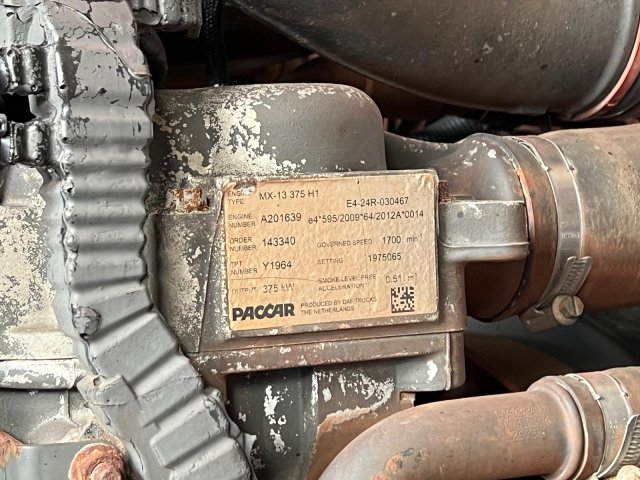 ENGINE TYPE MX-13 375 H1 E4-24R-030467
ENGINE NUMBER A201639 e4*595/2009*64/2012A*0014
ORDER NUMBER 143340 GOVERNED SPEED 1700 min
Y1964 SETTING 1975065
OUTPUT 375 kW SMOKE-LEVEL FREE ACCELERATION 0.51 m
PACCAR PRODUCED BY DAF TRUCKS THE NETHERLANDS